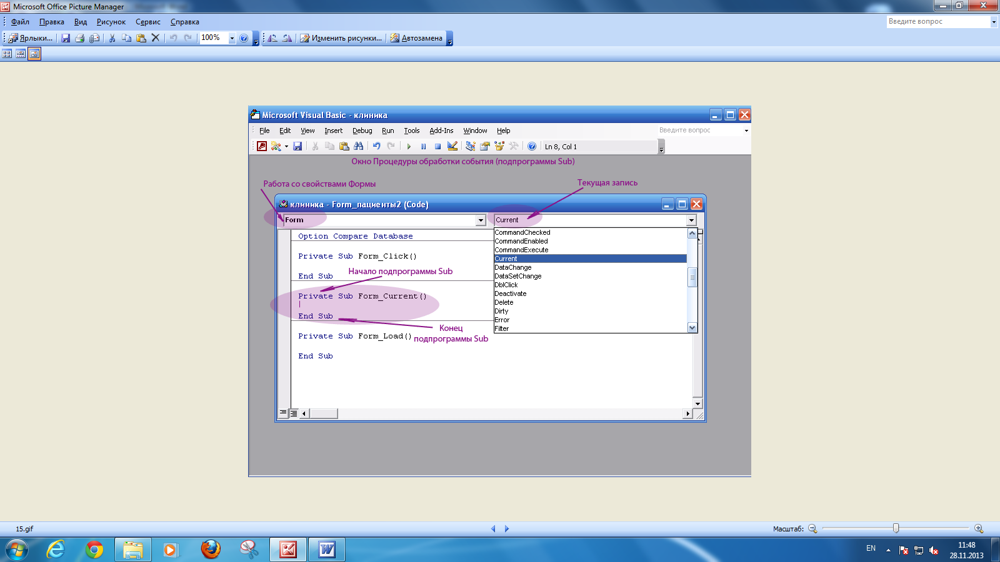 Microsoft Office Picture Manager
Файл Правка Вид Рисунок Сервис Справка
Введите вопрос
Ярлыки... 100% Изменить рисунки... Автозамена
Microsoft Visual Basic - клиника
File Edit View Insert Debug Run Tools Add-Ins Window Help
Введите вопрос
Ln 8, Col 1
Окно Процедуры обработки события (подпрограммы Sub)
Работа со свойствами Формы
Текущая запись
клиника - Form_пациенты2 (Code)
Form
Current
Option Compare Database
Private Sub Form_Click()
End Sub
Начало подпрограммы Sub
Private Sub Form_Current()
End Sub
Конец
подпрограммы Sub
Private Sub Form_Load()
End Sub
CommandChecked
CommandEnabled
CommandExecute
Current
DataChange
DataSetChange
DblClick
Deactivate
Delete
Dirty
Error
Filter
15.gif
Масштаб:
EN
11:48
28.11.2013